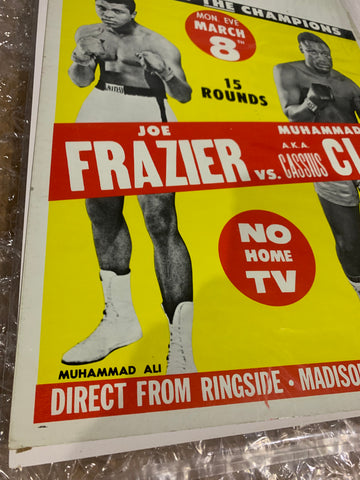 THE CHAMPIONS
MON. EVE.
MARCH
8TH
15
ROUNDS
JOE
FRAZIER
VS.
MUHAMMAD
A.K.A.
CASSIUS
NO
HOME
TV
MUHAMMAD ALI
DIRECT FROM RINGSIDE • MADISO